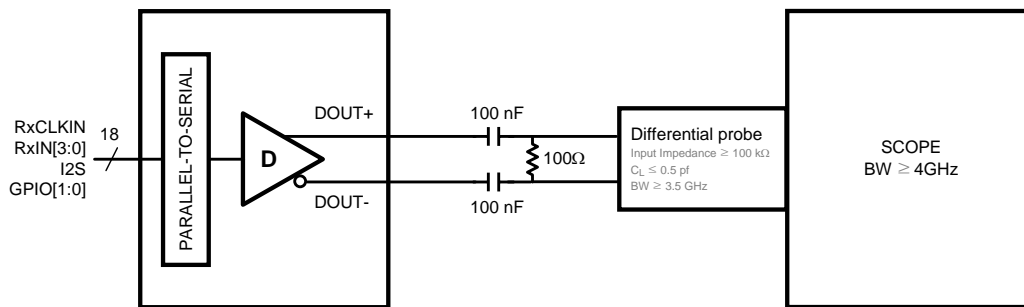 RxCLKIN
RxIN[3:0]
I2S
GPIO[1:0]
18
PARALLEL-TO-SERIAL
D
DOUT+
DOUT-
100 nF
100Ω
100 nF
Differential probe
Input Impedance ≥ 100 kΩ
CL ≤ 0.5 pf
BW ≥ 3.5 GHz
SCOPE
BW ≥ 4GHz